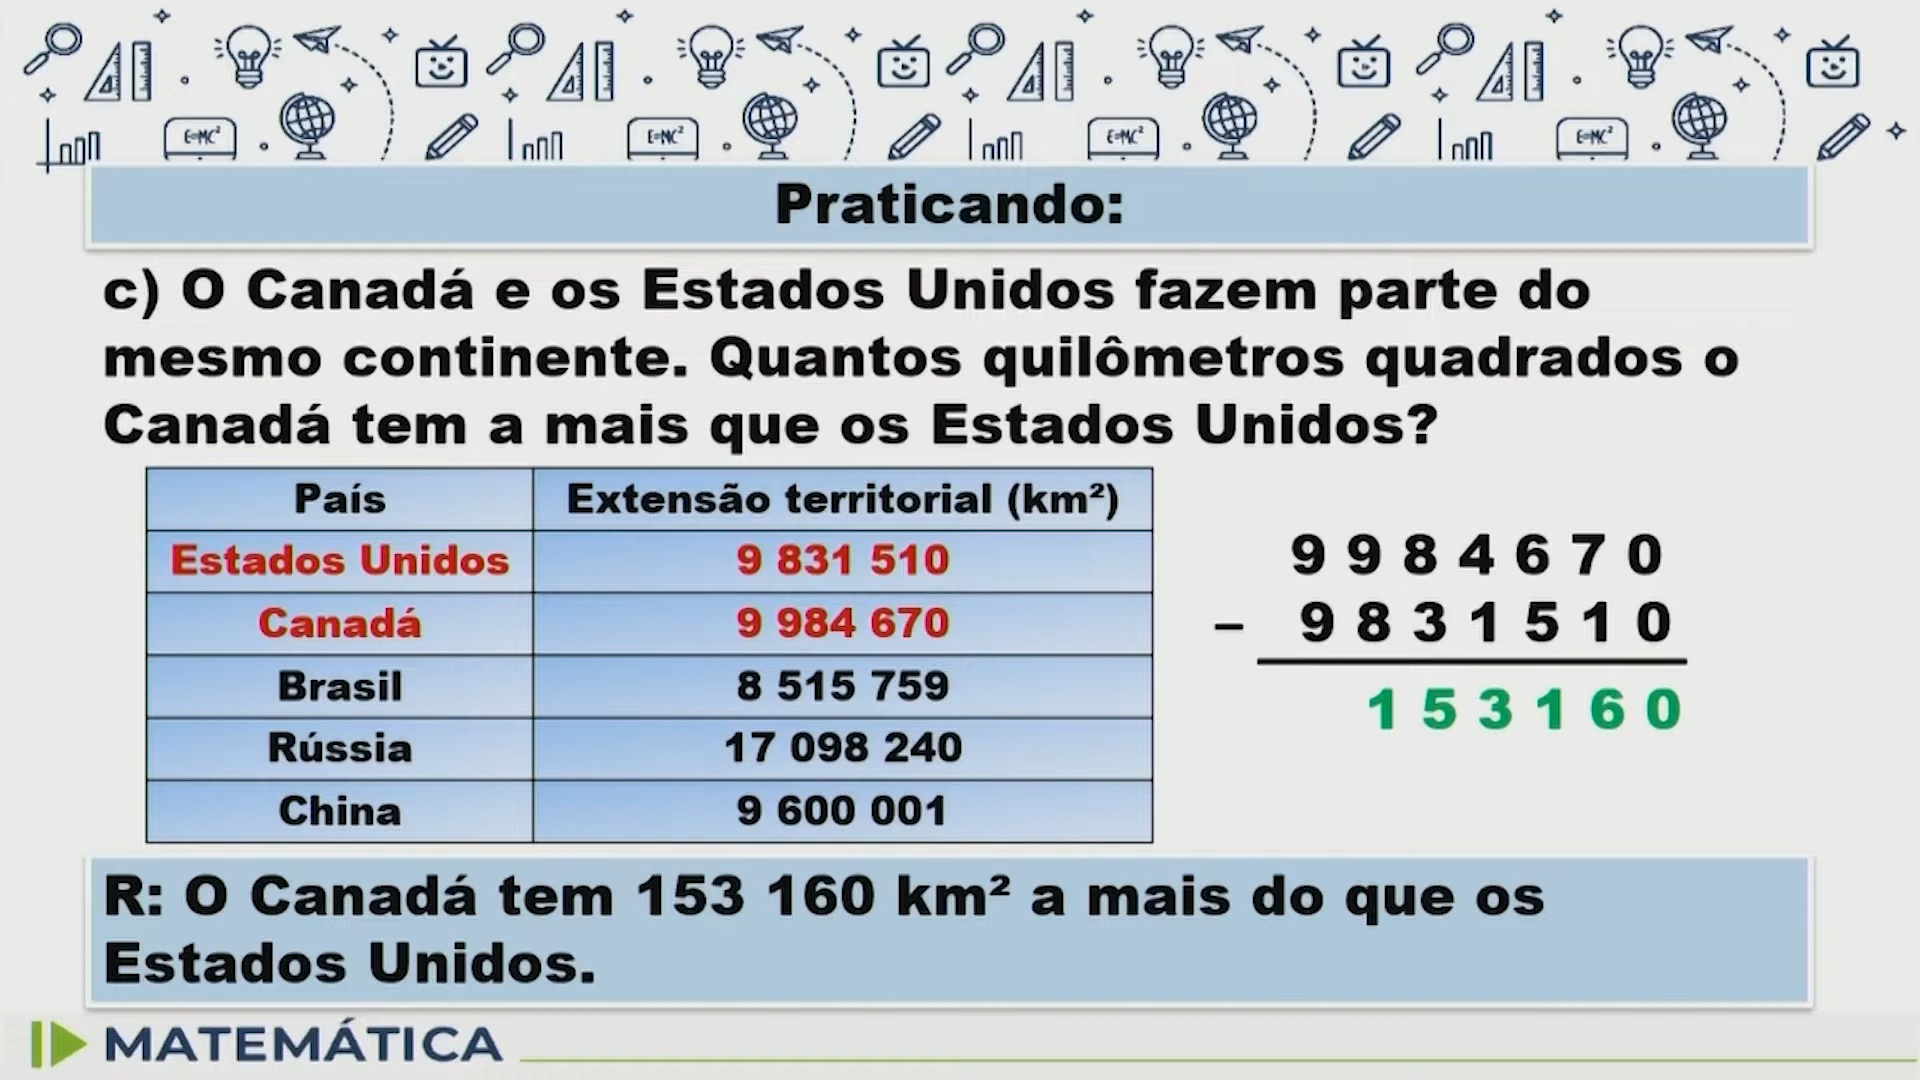 E=MC² E=MC² E=MC² E=MC²
Praticando:
c) O Canadá e os Estados Unidos fazem parte do
mesmo continente. Quantos quilômetros quadrados o
Canadá tem a mais que os Estados Unidos?
País Extensão territorial (km²)
Estados Unidos 9 831 510
Canadá 9 984 670
Brasil 8 515 759
Rússia 17 098 240
China 9 600 001
9 9 8 4 6 7 0
– 9 8 3 1 5 1 0
1 5 3 1 6 0
R: O Canadá tem 153 160 km² a mais do que os
Estados Unidos.
MATEMÁTICA